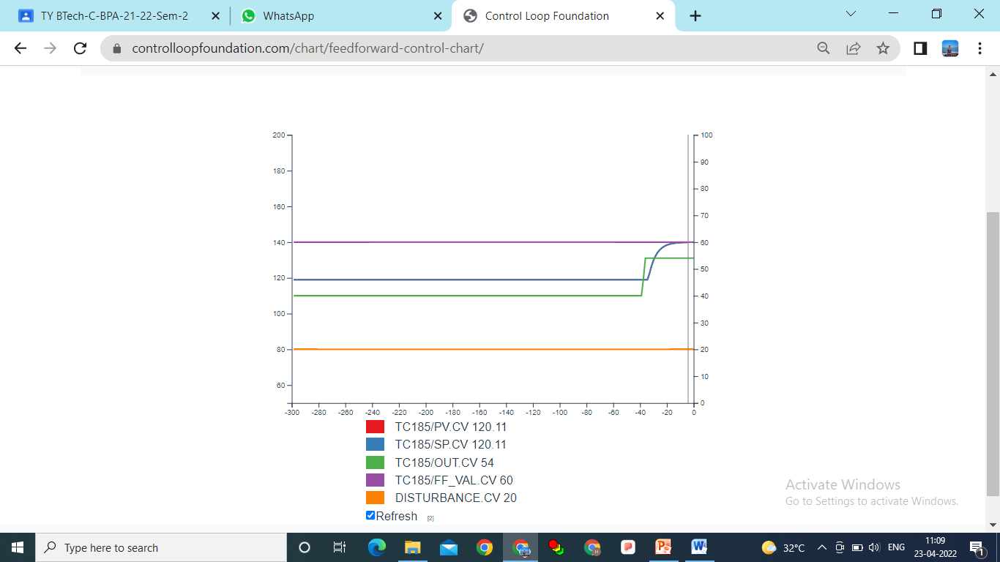 TY BTech-C-BPA-21-22-Sem-2
WhatsApp
Control Loop Foundation
controlloopfoundation.com/chart/feedforward-control-chart/
200
180
160
140
120
100
80
60
100
90
80
70
60
50
40
30
20
10
0
-300 -280 -260 -240 -220 -200 -180 -160 -140 -120 -100 -80 -60 -40 -20 0
TC185/PV.CV 120.11
TC185/SP.CV 120.11
TC185/OUT.CV 54
TC185/FF_VAL.CV 60
DISTURBANCE.CV 20
Refresh [2]
Activate Windows
Go to Settings to activate Windows.
Type here to search
32°C ENG 11:09
23-04-2022
1